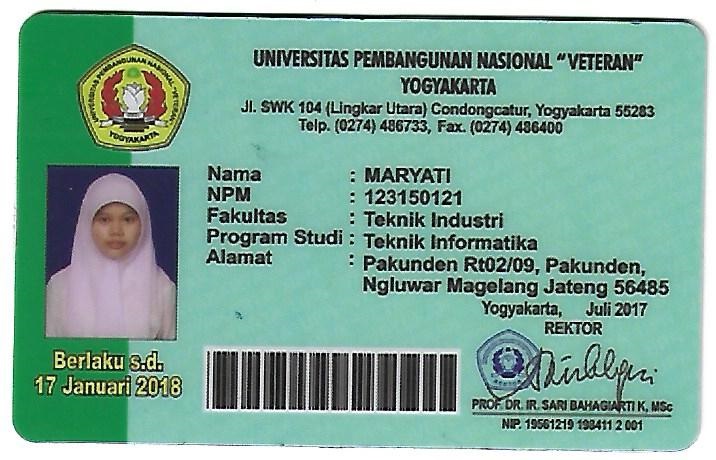 UNIVERSITAS PEMBANGUNAN NASIONAL "VETERAN"
YOGYAKARTA
Jl. SWK 104 (Lingkar Utara) Condongcatur, Yogyakarta 55283
Telp. (0274) 486733, Fax. (0274) 486400
UNIVERSITAS PEMBANGUNAN NASIONAL "VETERAN"
YOGYAKARTA
Nama : MARYATI
NPM : 123150121
Fakultas : Teknik Industri
Program Studi : Teknik Informatika
Alamat : Pakunden Rt02/09, Pakunden,
Ngluwar Magelang Jateng 56485
Yogyakarta, Juli 2017
REKTOR
Berlaku s.d.
17 Januari 2018
PROF. DR. IR. SARI BAHAGIARTI K, MSc
NIP. 19561219 198411 2 001